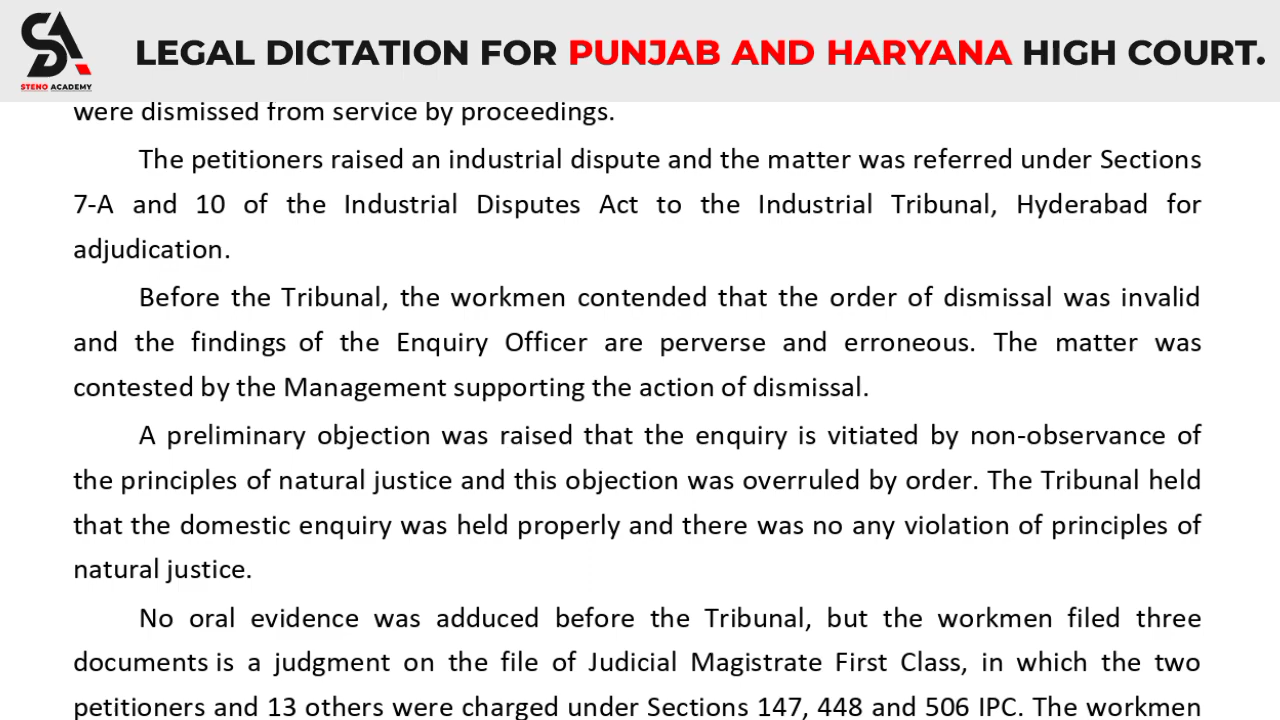 STENO ACADEMY
LEGAL DICTATION FOR PUNJAB AND HARYANA HIGH COURT.
were dismissed from service by proceedings.
The petitioners raised an industrial dispute and the matter was referred under Sections
7-A and 10 of the Industrial Disputes Act to the Industrial Tribunal, Hyderabad for
adjudication.
Before the Tribunal, the workmen contended that the order of dismissal was invalid
and the findings of the Enquiry Officer are perverse and erroneous. The matter was
contested by the Management supporting the action of dismissal.
A preliminary objection was raised that the enquiry is vitiated by non-observance of
the principles of natural justice and this objection was overruled by order. The Tribunal held
that the domestic enquiry was held properly and there was no any violation of principles of
natural justice.
No oral evidence was adduced before the Tribunal, but the workmen filed three
documents is a judgment on the file of Judicial Magistrate First Class, in which the two
petitioners and 13 others were charged under Sections 147, 448 and 506 IPC. The workmen